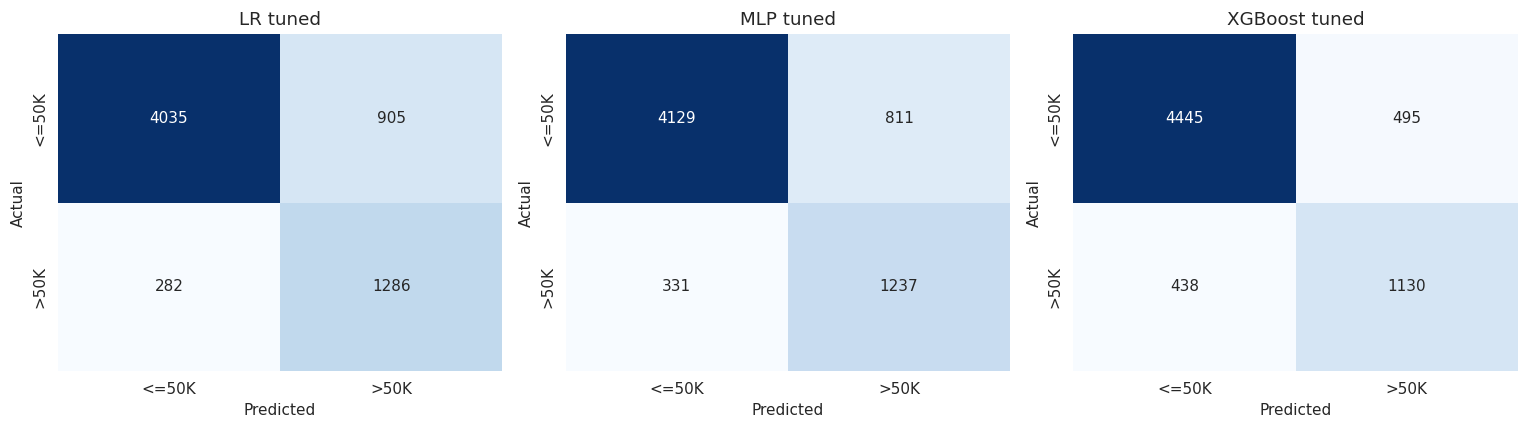 LR tuned
<=50K
4035
905
Actual
>50K
282
1286
<=50K
>50K
Predicted
MLP tuned
<=50K
4129
811
Actual
>50K
331
1237
<=50K
>50K
Predicted
XGBoost tuned
<=50K
4445
495
Actual
>50K
438
1130
<=50K
>50K
Predicted